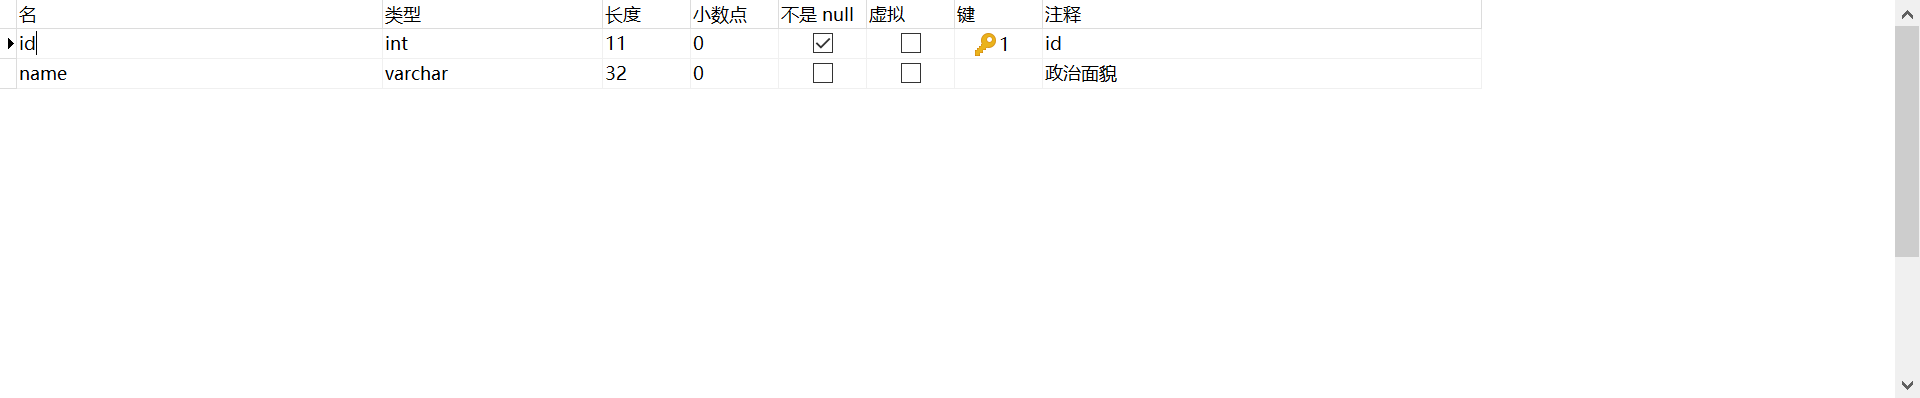 名 类型 长度 小数点 不是 null 虚拟 键 注释
id int 11 0 1 id
name varchar 32 0 政治面貌